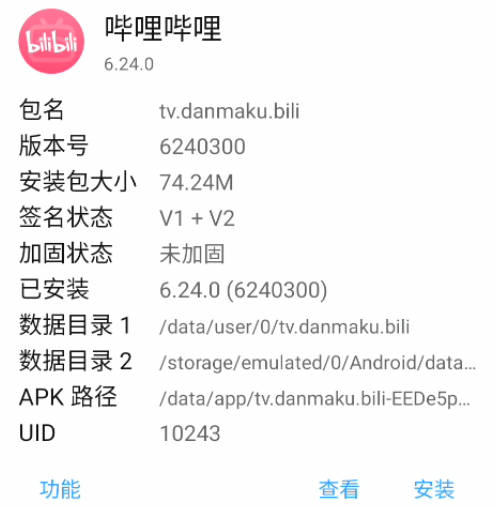 bilibili
哔哩哔哩
6.24.0
包名 tv.danmaku.bili
版本号 6240300
安装包大小 74.24M
签名状态 V1 + V2
加固状态 未加固
已安装 6.24.0 (6240300)
数据目录 1 /data/user/0/tv.danmaku.bili
数据目录 2 /storage/emulated/0/Android/data...
APK 路径 /data/app/tv.danmaku.bili-EEDe5p...
UID 10243
功能 查看 安装